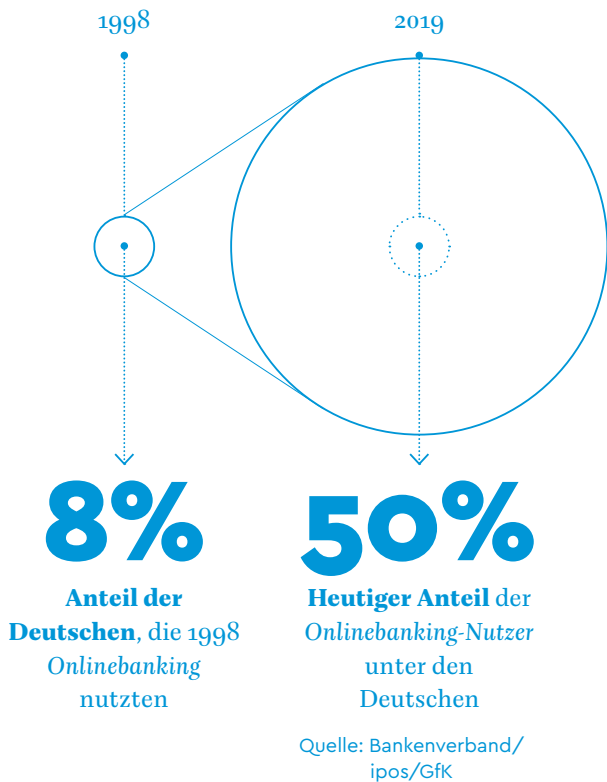 1998
2019
8%
Anteil der
Deutschen, die 1998
Onlinebanking
nutzten
50%
Heutiger Anteil der
Onlinebanking-Nutzer
unter den
Deutschen
Quelle: Bankenverband/
ipos/GfK